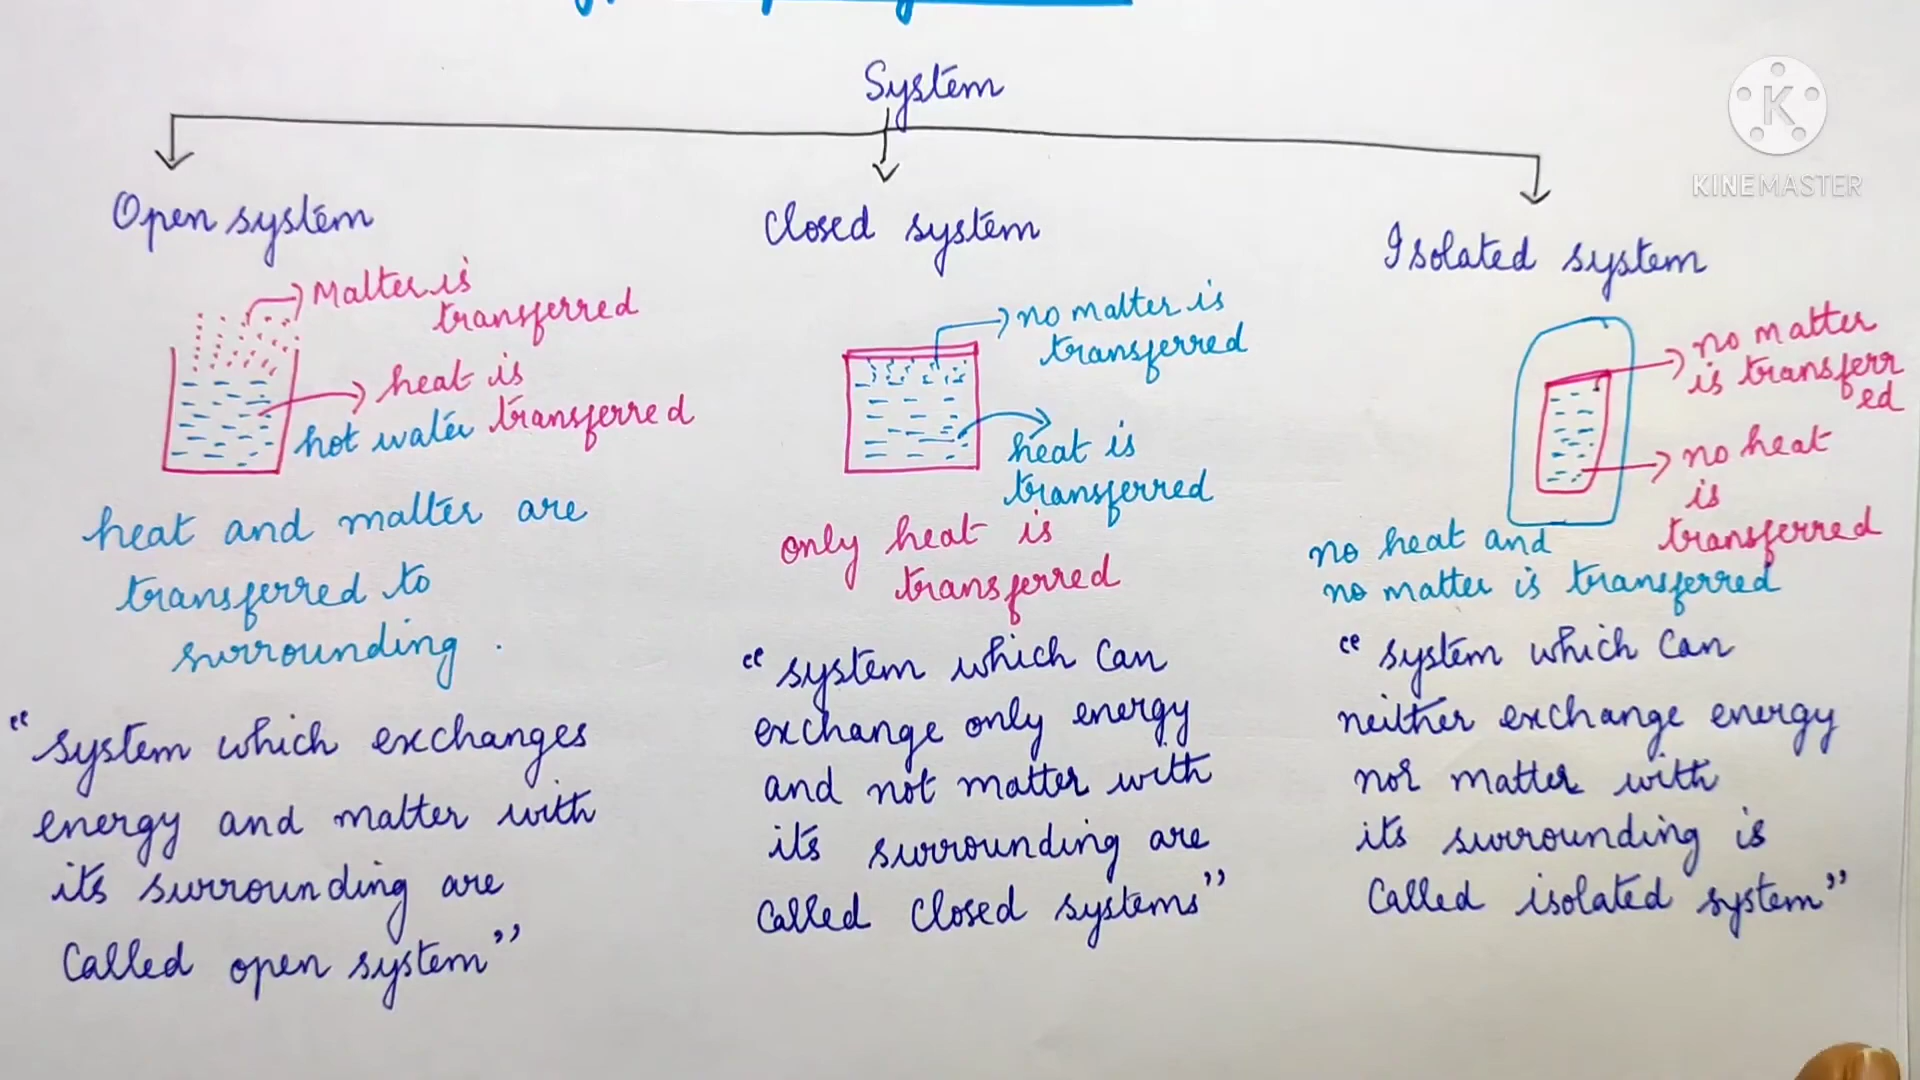 System
Open system
Matter is
transferred
heat is
transferred
hot water
heat and matter are
transferred to
surrounding .
“system which exchanges
energy and matter with
its surrounding are
Called open system”
Closed system
no matter is
transferred
heat is
transferred
only heat is
transferred
“system which Can
exchange only energy
and not matter with
its surrounding are
Called Closed systems”
Isolated system
no matter
is transferr
ed
no heat
is
transferred
no heat and
no matter is transferred
“system which Can
neither exchange energy
nor matter with
its surrounding is
Called isolated system”
K
KINEMASTER